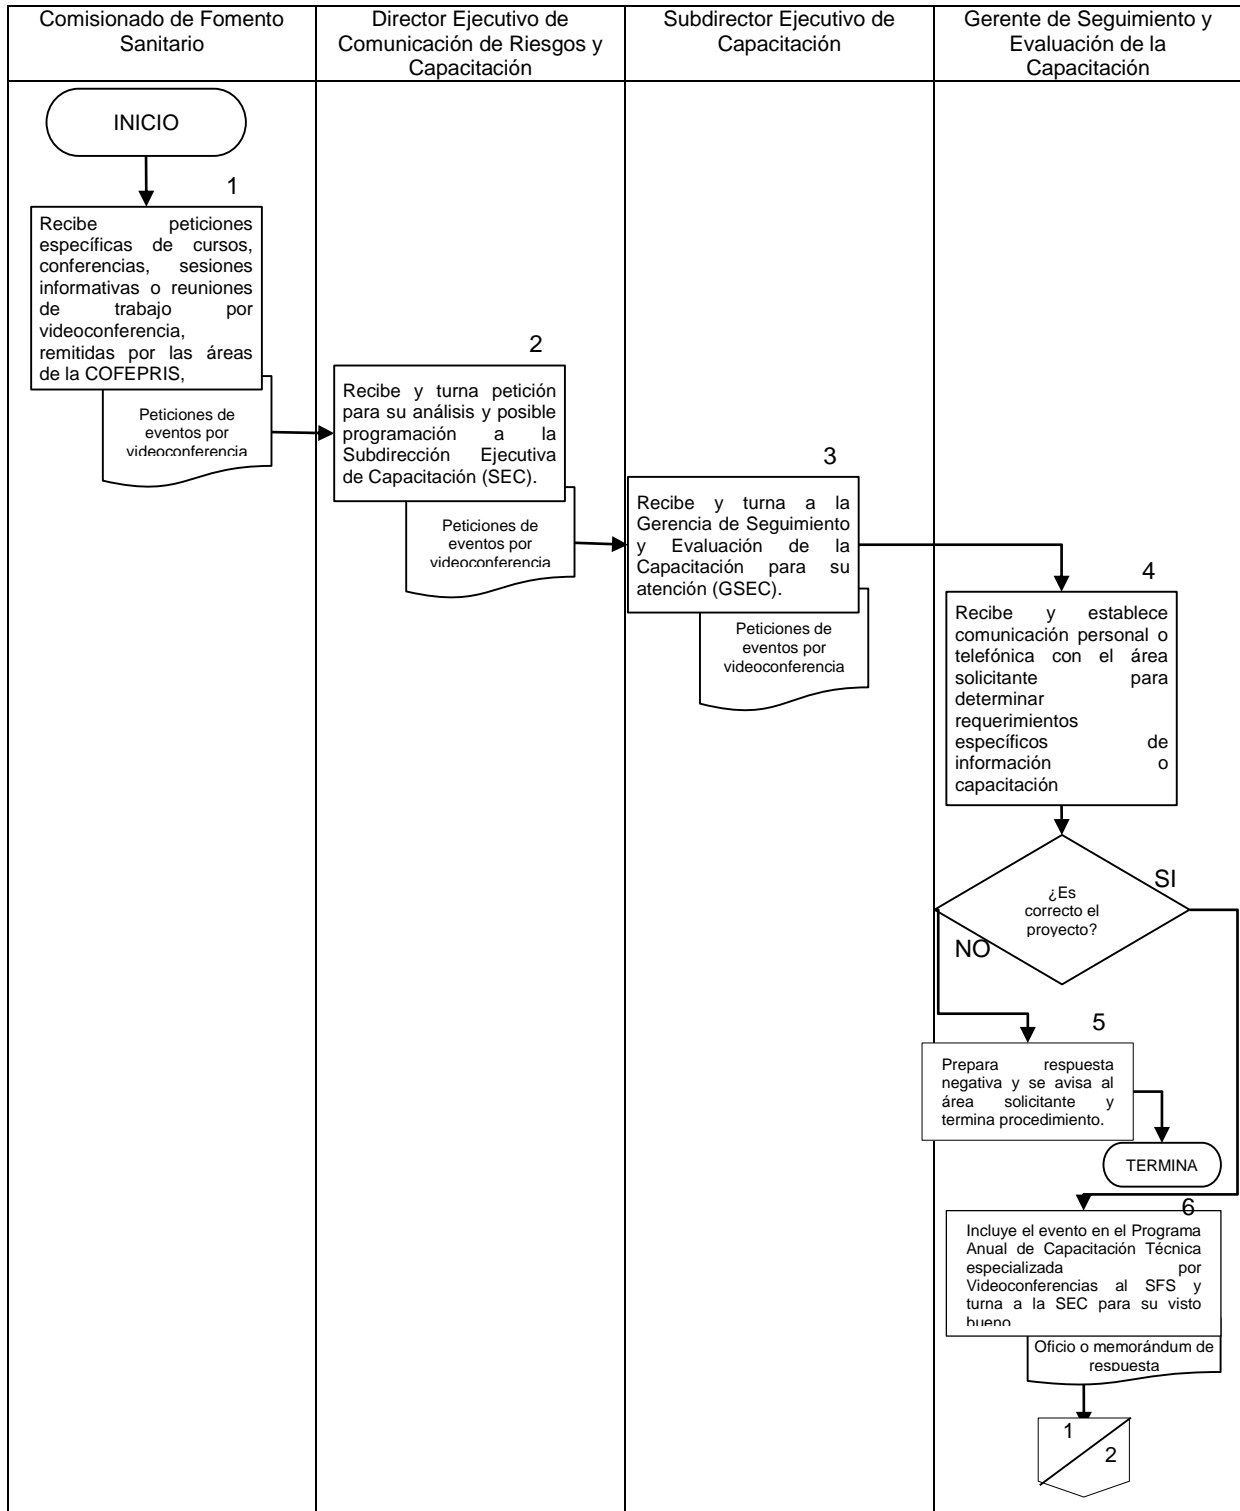 Comisionado de Fomento
Sanitario
Director Ejecutivo de
Comunicación de Riesgos y
Capacitación
Subdirector Ejecutivo de
Capacitación
Gerente de Seguimiento y
Evaluación de la
Capacitación
INICIO
1
Recibe peticiones
específicas de cursos,
conferencias, sesiones
informativas o reuniones
de trabajo por
videoconferencia,
remitidas por las áreas
de la COFEPRIS,
Peticiones de
eventos por
videoconferencia
2
Recibe y turna petición
para su análisis y posible
programación a la
Subdirección Ejecutiva
de Capacitación (SEC).
Peticiones de
eventos por
videoconferencia
3
Recibe y turna a la
Gerencia de Seguimiento
y Evaluación de la
Capacitación para su
atención (GSEC).
Peticiones de
eventos por
videoconferencia
4
Recibe y establece
comunicación personal o
telefónica con el área
solicitante para
determinar
requerimientos
específicos de
información o
capacitación
¿Es
correcto el
proyecto?
SI
NO
5
Prepara respuesta
negativa y se avisa al
área solicitante y
termina procedimiento.
TERMINA
6
Incluye el evento en el Programa
Anual de Capacitación Técnica
especializada por
Videoconferencias al SFS y
turna a la SEC para su visto
bueno
Oficio o memorándum de
respuesta
1
2